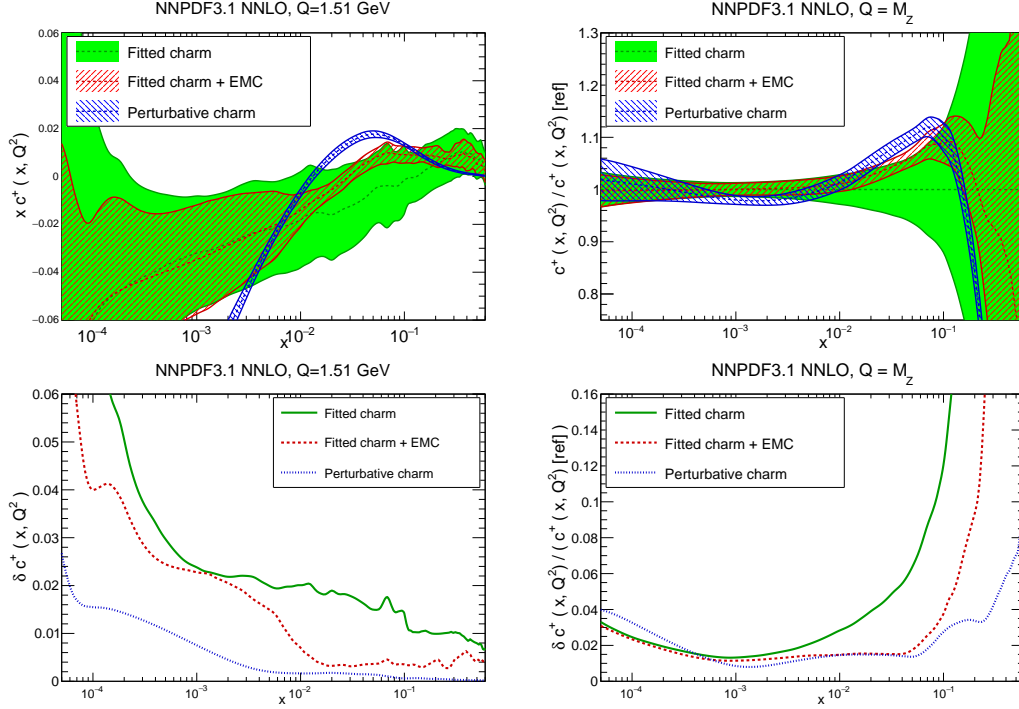 NNPDF3.1 NNLO, Q=1.51 GeV
0.06
0.04
0.02
0
−0.02
−0.04
−0.06
x c⁺ ( x, Q²)
Fitted charm
Fitted charm + EMC
Perturbative charm
10⁻⁴ 10⁻³ 10⁻² 10⁻¹
x
NNPDF3.1 NNLO, Q = M_Z
1.3
1.2
1.1
1
0.9
0.8
c⁺ ( x, Q²) / c⁺ ( x, Q²) [ref]
Fitted charm
Fitted charm + EMC
Perturbative charm
10⁻⁴ 10⁻³ 10⁻² 10⁻¹
x
NNPDF3.1 NNLO, Q=1.51 GeV
0.06
0.05
0.04
0.03
0.02
0.01
0
δ c⁺ ( x, Q²)
Fitted charm
Fitted charm + EMC
Perturbative charm
10⁻⁴ 10⁻³ 10⁻² 10⁻¹
x
NNPDF3.1 NNLO, Q = M_Z
0.16
0.14
0.12
0.1
0.08
0.06
0.04
0.02
0
δ c⁺ ( x, Q²) / (c⁺ ( x, Q²) [ref] )
Fitted charm
Fitted charm + EMC
Perturbative charm
10⁻⁴ 10⁻³ 10⁻² 10⁻¹
x